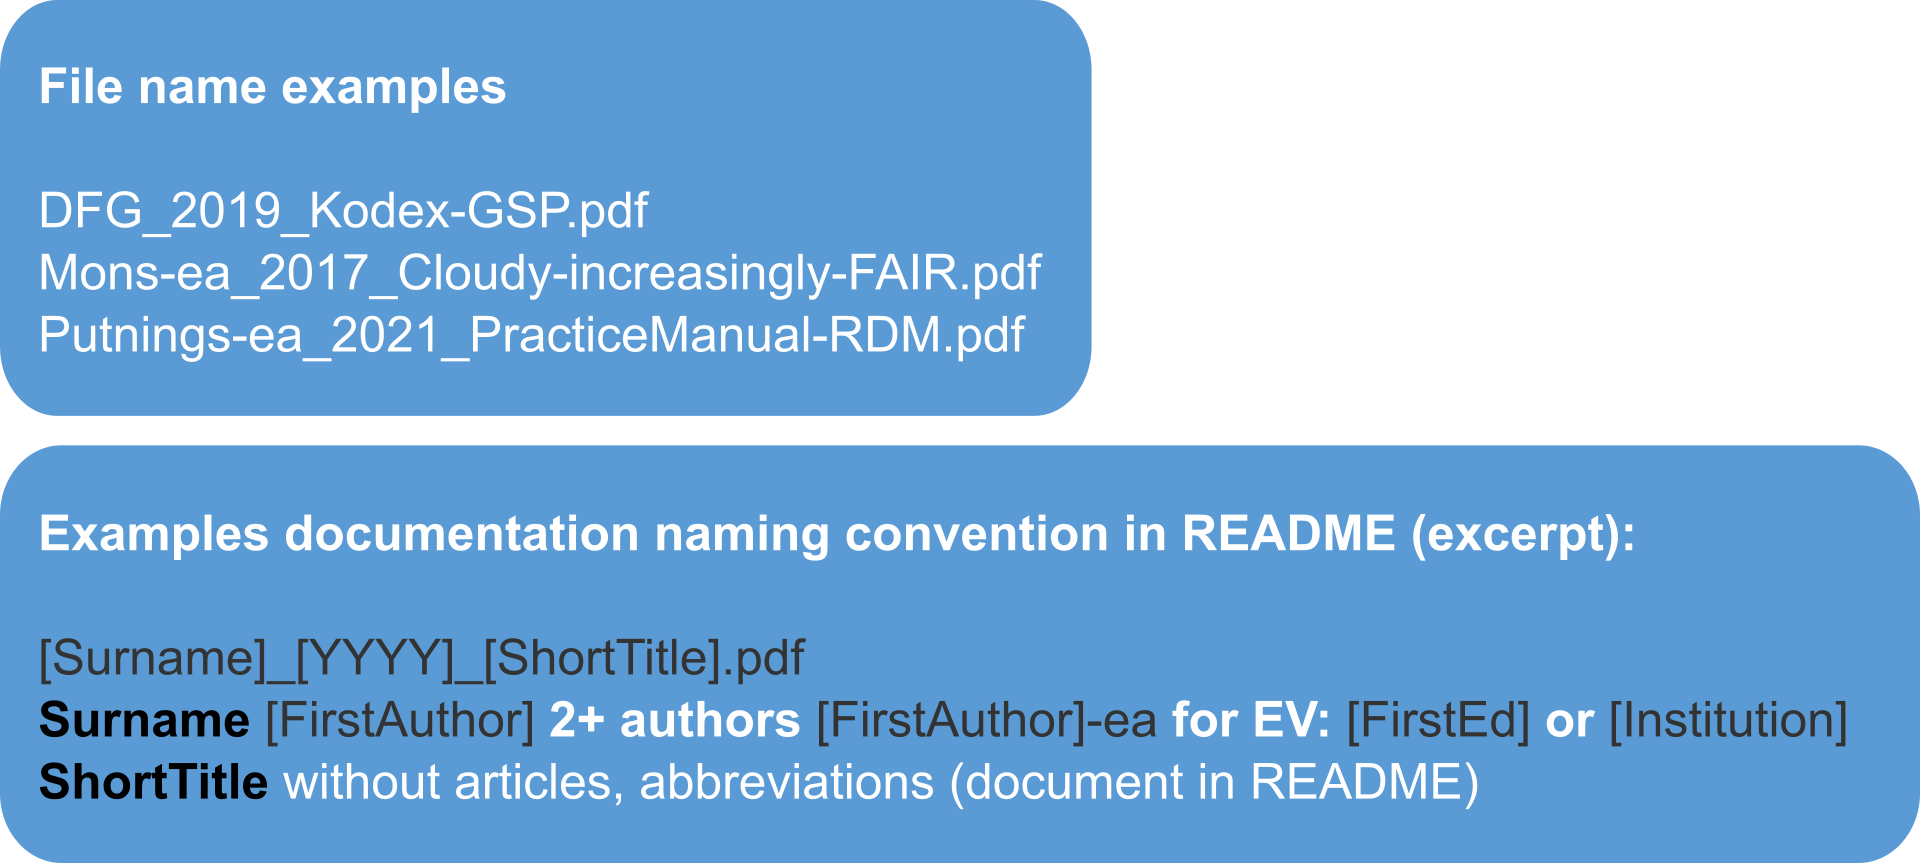 File name examples
DFG_2019_Kodex-GSP.pdf
Mons-ea_2017_Cloudy-increasingly-FAIR.pdf
Putnings-ea_2021_PracticeManual-RDM.pdf
Examples documentation naming convention in README (excerpt):
[Surname]_[YYYY]_[ShortTitle].pdf
Surname [FirstAuthor] 2+ authors [FirstAuthor]-ea for EV: [FirstEd] or [Institution]
ShortTitle without articles, abbreviations (document in README)